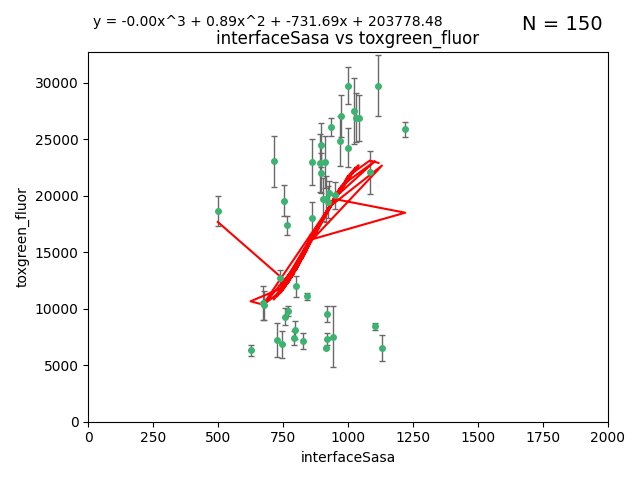 y = -0.00x^3 + 0.89x^2 + -731.69x + 203778.48
N = 150
interfaceSasa vs toxgreen_fluor
30000
25000
20000
15000
10000
5000
0
toxgreen_fluor
0 250 500 750 1000 1250 1500 1750 2000
interfaceSasa